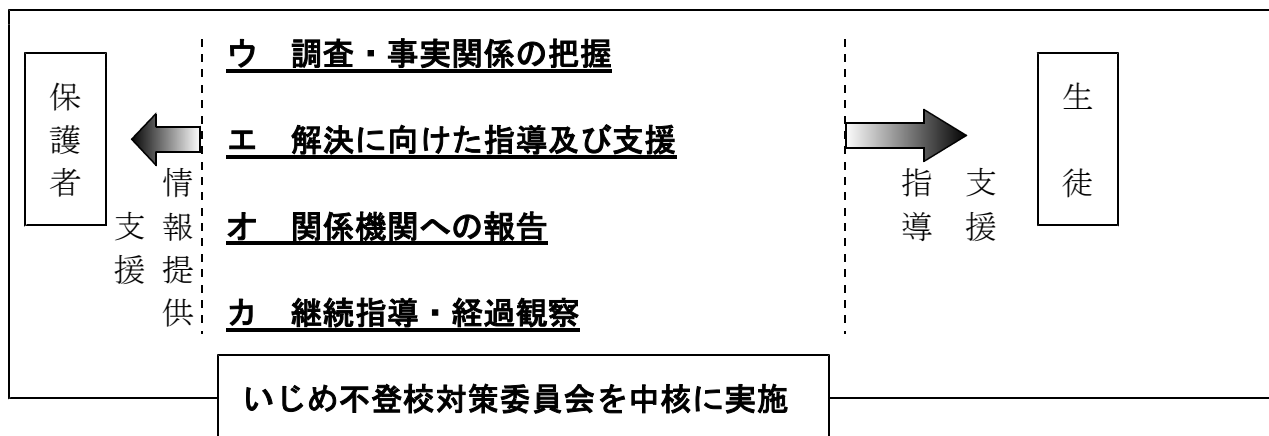 保護者
情報提供
支援
ウ　調査・事実関係の把握
エ　解決に向けた指導及び支援
オ　関係機関への報告
カ　継続指導・経過観察
支援
指導
生徒
いじめ不登校対策委員会を中核に実施